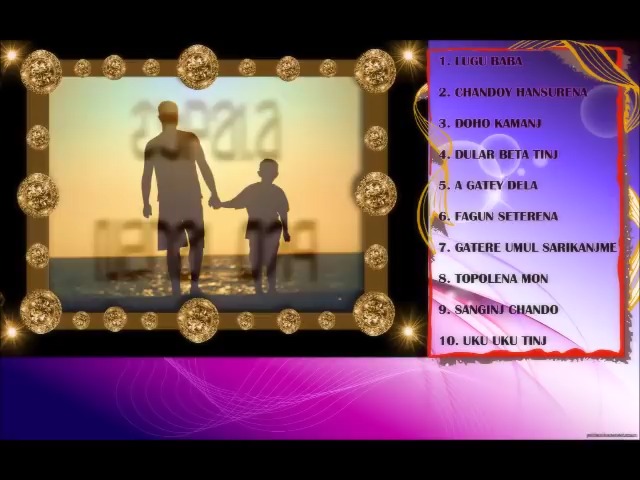 1. LUGU BABA
2. CHANDOY HANSURENA
3. DOHO KAMANJ
4. DULAR BETA TINJ
5. A GATEY DELA
6. FAGUN SETERENA
7. GATERE UMUL SARIKANJME
8. TOPOLENA MON
9. SANGINJ CHANDO
10. UKU UKU TINJ